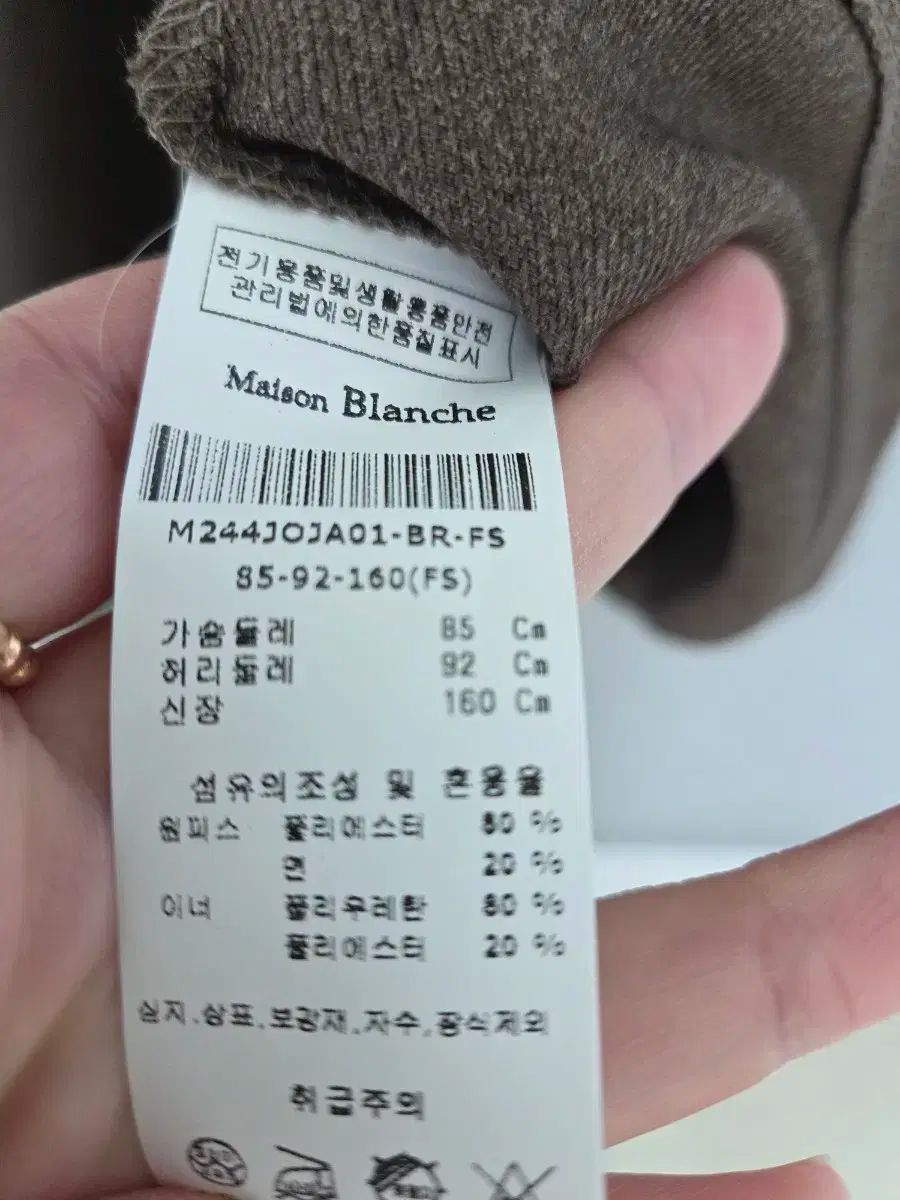 전기용품및생활용품안전
관리법에의한품질표시
Maison Blanche
M244JOJA01-BR-FS
85-92-160(FS)
가슴둘레 85 Cm
허리둘레 92 Cm
신장 160 Cm
섬유의조성 및 혼용율
원피스 폴리에스터 80 %
면 20 %
이너 폴리우레탄 80 %
폴리에스터 20 %
심지.상표.보강재.자수.장식제외
취급주의